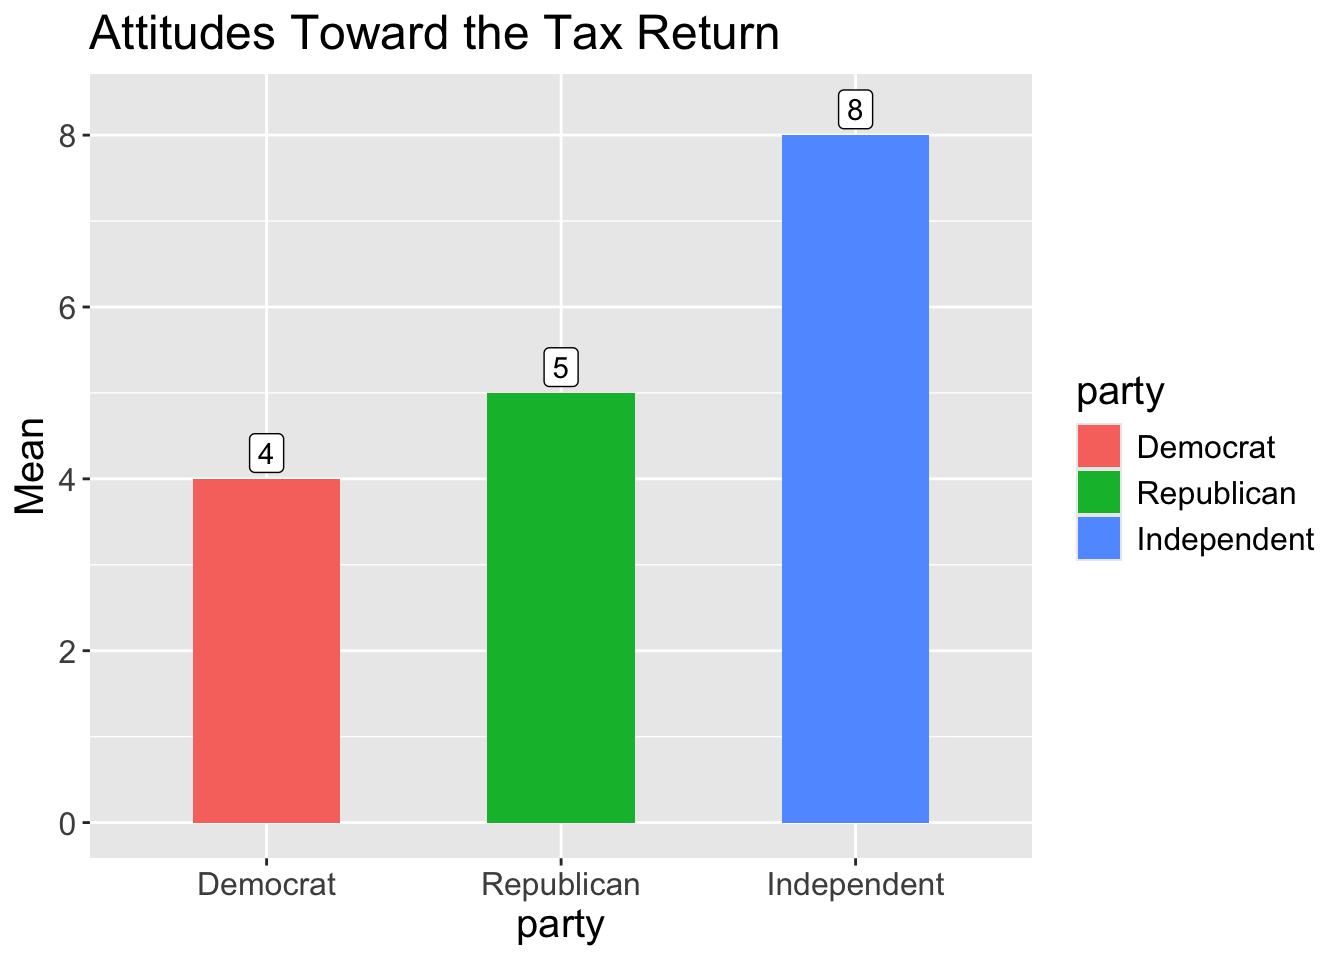 Attitudes Toward the Tax Return
8
5
4
Mean
8
6
4
2
0
Democrat Republican Independent
party
party
Democrat
Republican
Independent